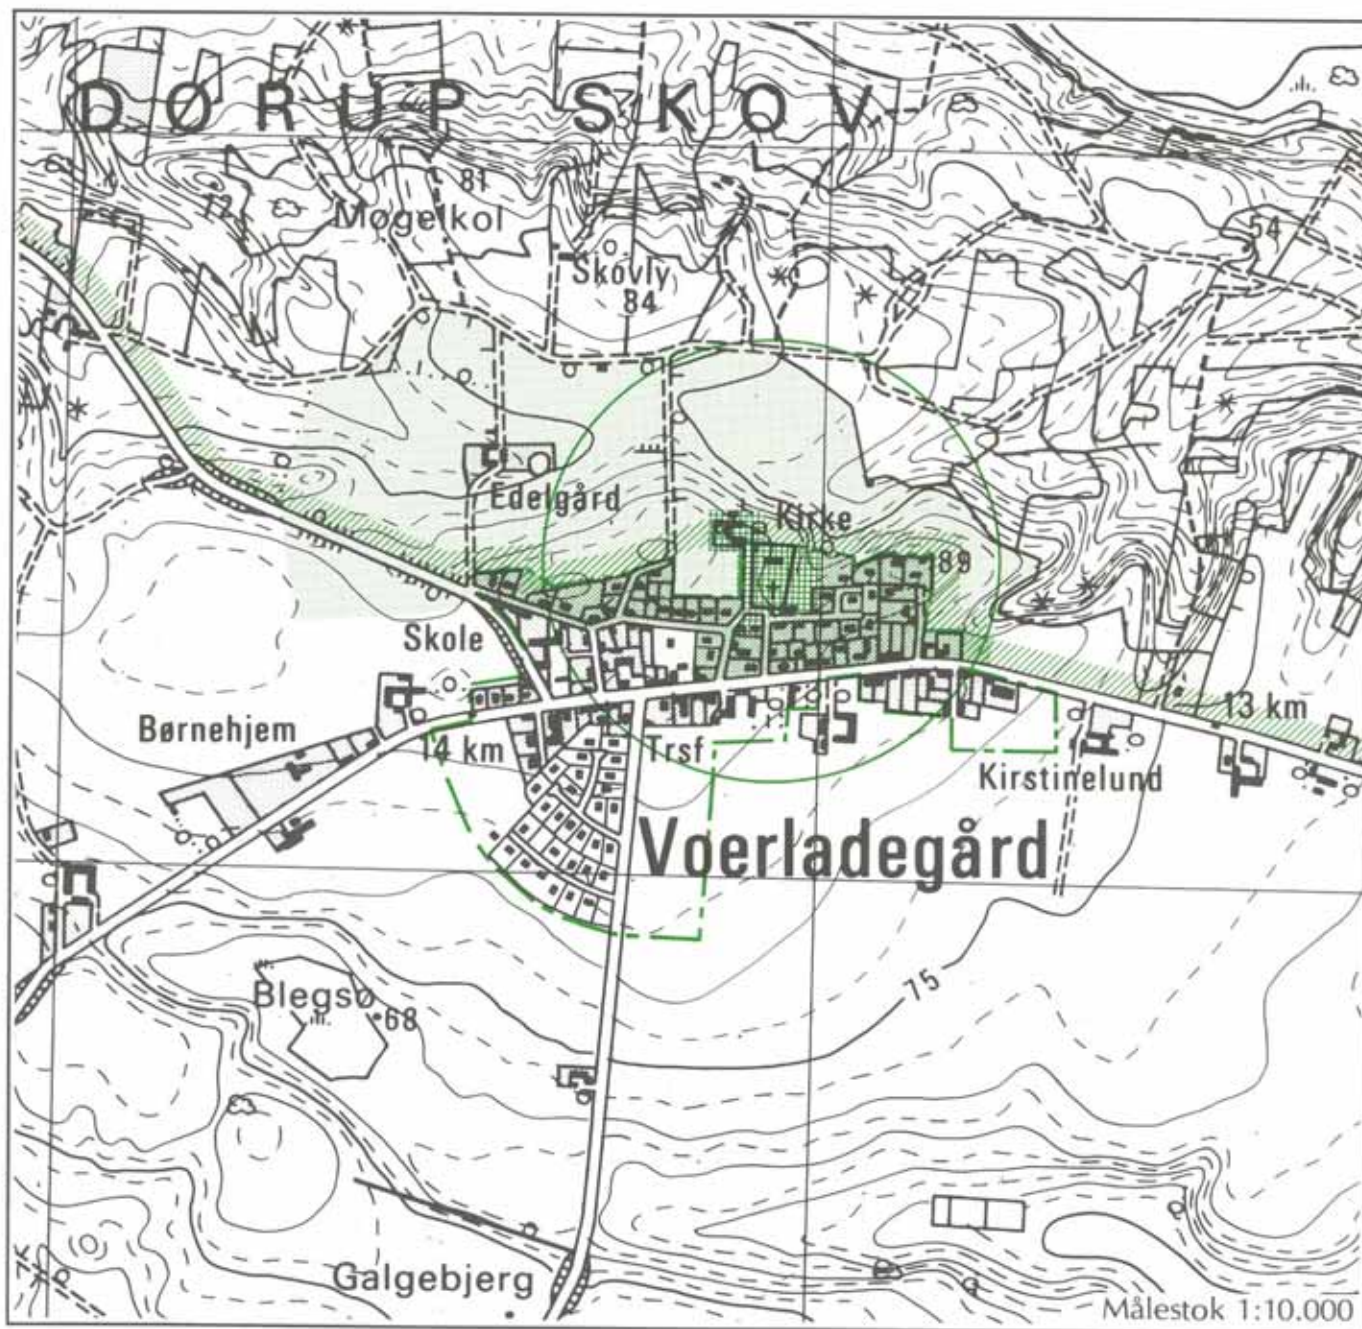 DØRUP SKOV
81
77
Møgelkol
54
Skovly
84
Edelgård
Kirke
89
Skole
13 km
Børnehjem
14 km
Trsf
Kirstinelund
Voerladegård
75
Blegsø
68
Galgebjerg
Målestok 1:10.000